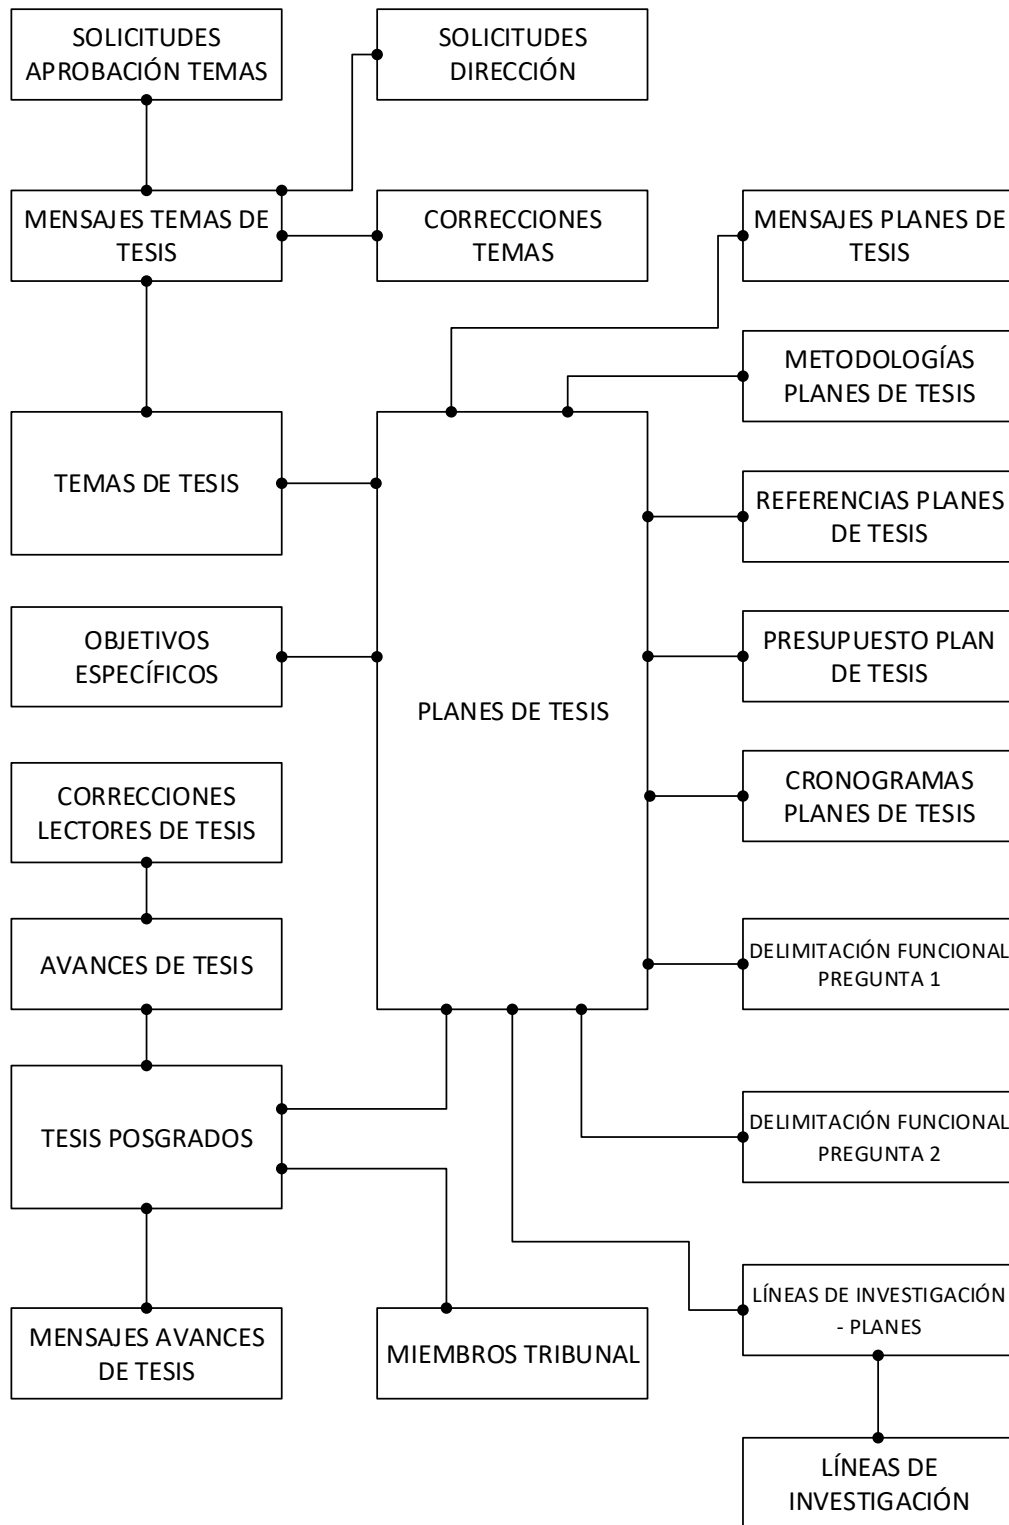 SOLICITUDES
APROBACIÓN TEMAS
SOLICITUDES
DIRECCIÓN
MENSAJES TEMAS DE
TESIS
CORRECCIONES
TEMAS
MENSAJES PLANES DE
TESIS
METODOLOGÍAS
PLANES DE TESIS
TEMAS DE TESIS
REFERENCIAS PLANES
DE TESIS
OBJETIVOS
ESPECÍFICOS
PRESUPUESTO PLAN
DE TESIS
PLANES DE TESIS
CORRECCIONES
LECTORES DE TESIS
CRONOGRAMAS
PLANES DE TESIS
AVANCES DE TESIS
DELIMITACIÓN FUNCIONAL
PREGUNTA 1
TESIS POSGRADOS
DELIMITACIÓN FUNCIONAL
PREGUNTA 2
LÍNEAS DE INVESTIGACIÓN
- PLANES
MENSAJES AVANCES
DE TESIS
MIEMBROS TRIBUNAL
LÍNEAS DE
INVESTIGACIÓN